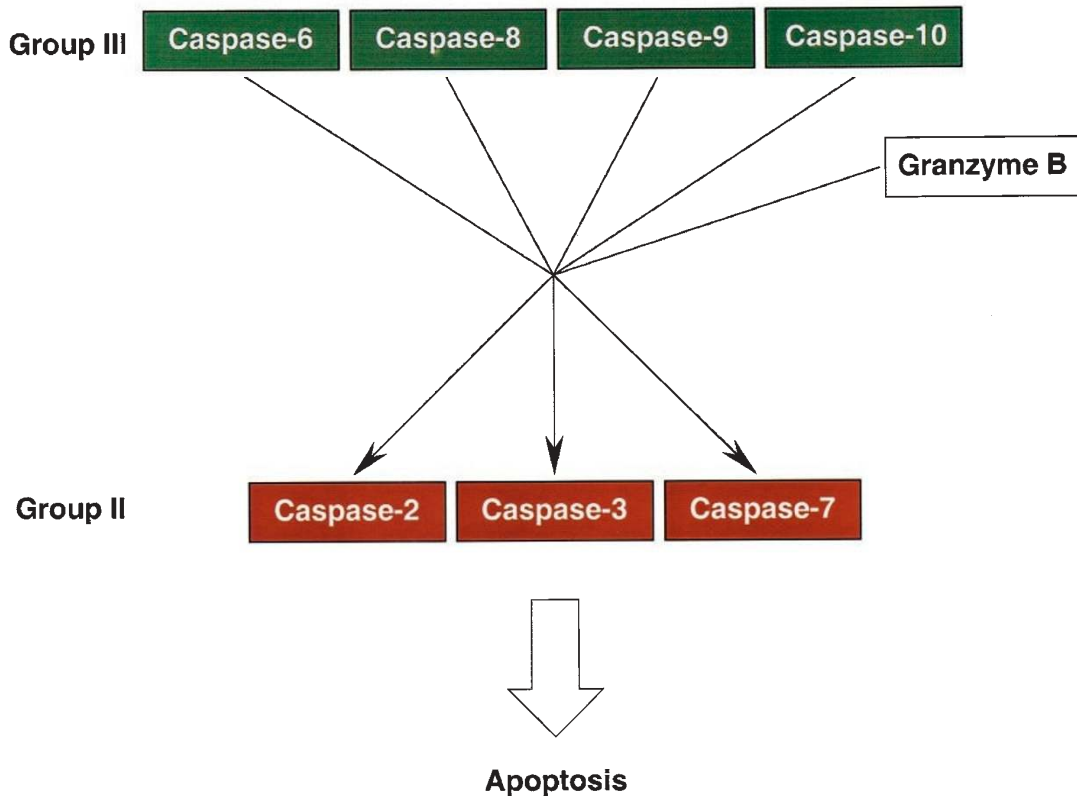 Group III Caspase-6 Caspase-8 Caspase-9 Caspase-10
Granzyme B
Group II Caspase-2 Caspase-3 Caspase-7
Apoptosis